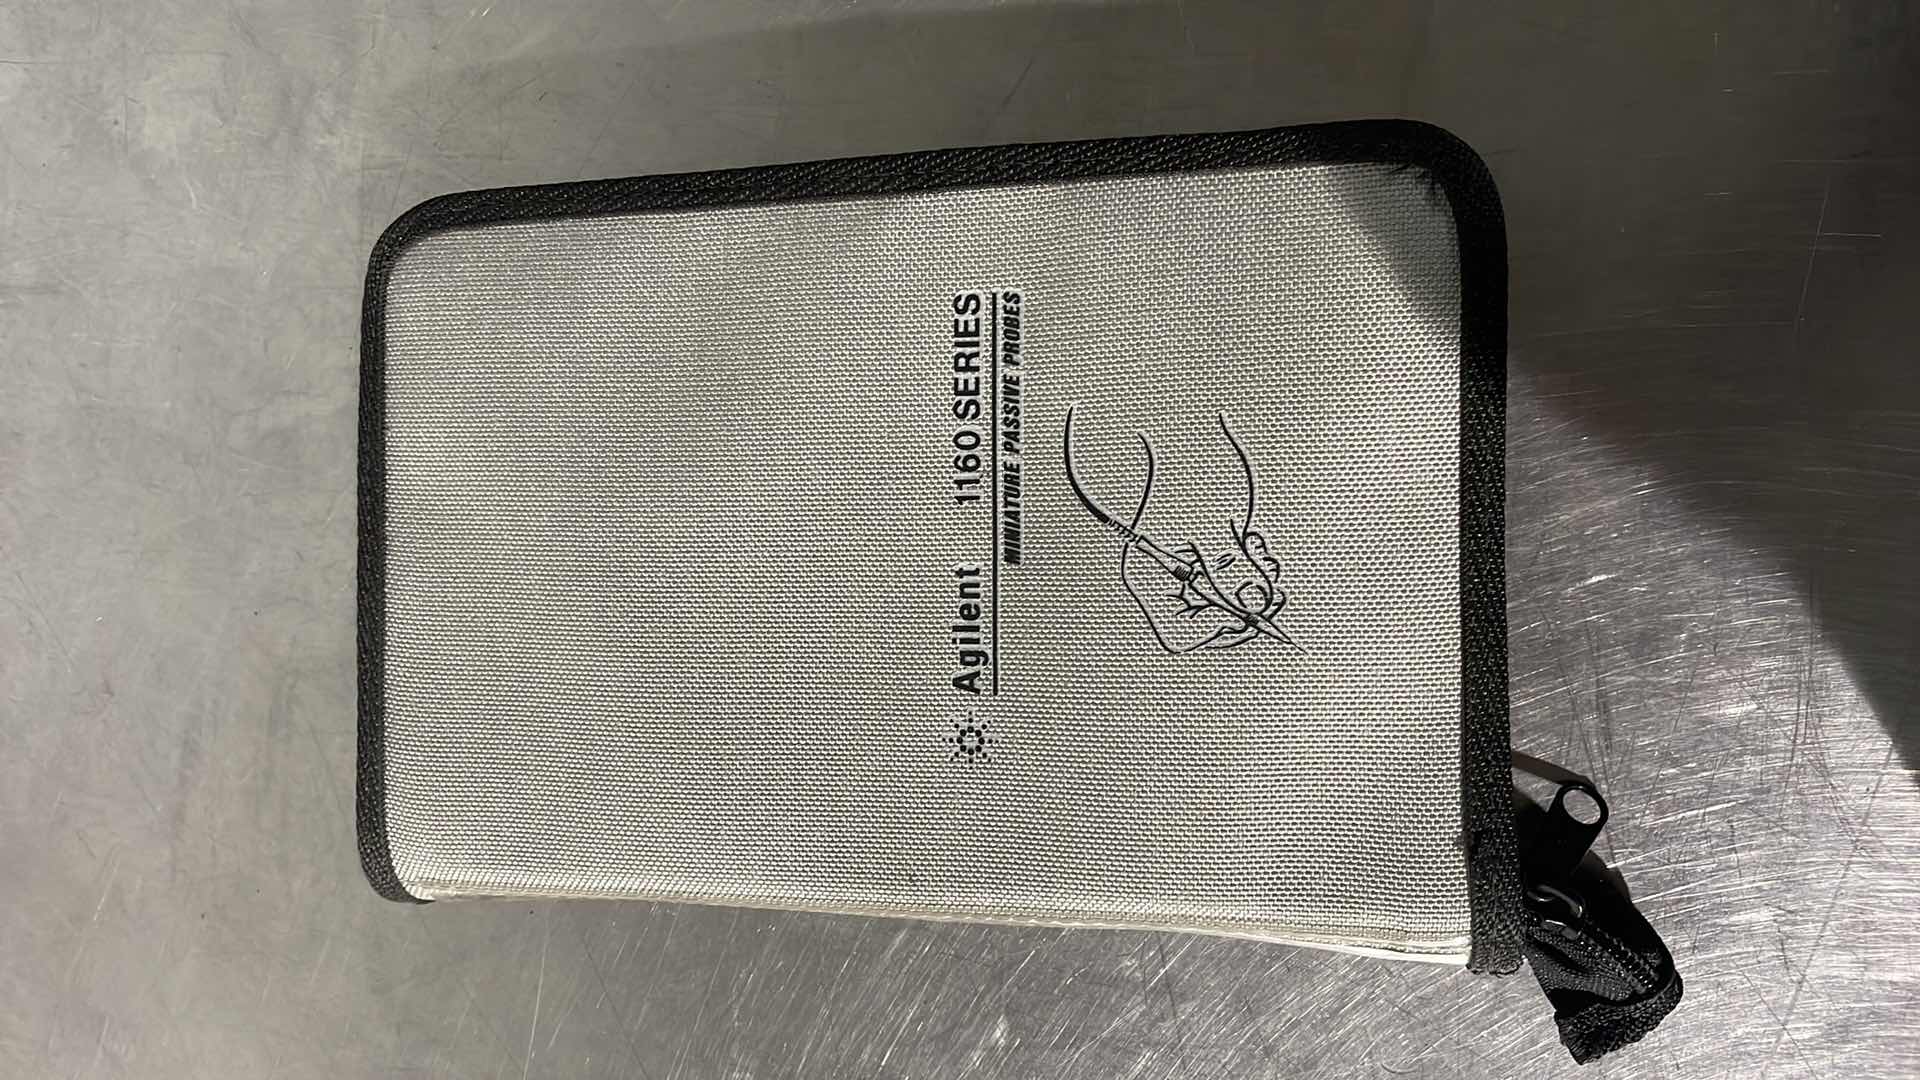 Agilent 1160 SERIES
MINIATURE PASSIVE PROBES